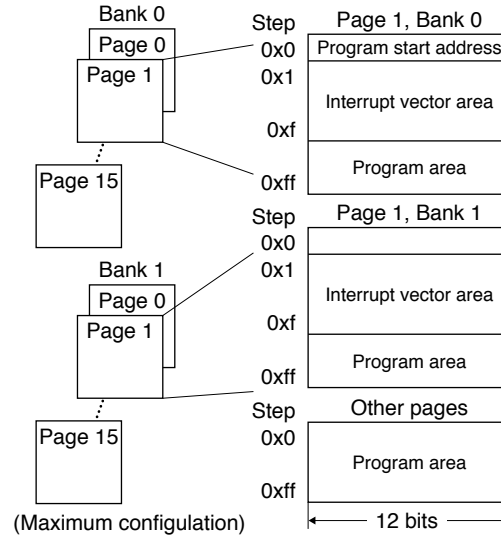 Bank 0
Page 0
Page 1
Page 15
Step
Page 1, Bank 0
0x0
Program start address
0x1
Interrupt vector area
0xf
Program area
0xff
Bank 1
Page 0
Page 1
Page 15
Step
Page 1, Bank 1
0x0
0x1
Interrupt vector area
0xf
Program area
0xff
Step
Other pages
0x0
Program area
0xff
(Maximum configulation)
12 bits